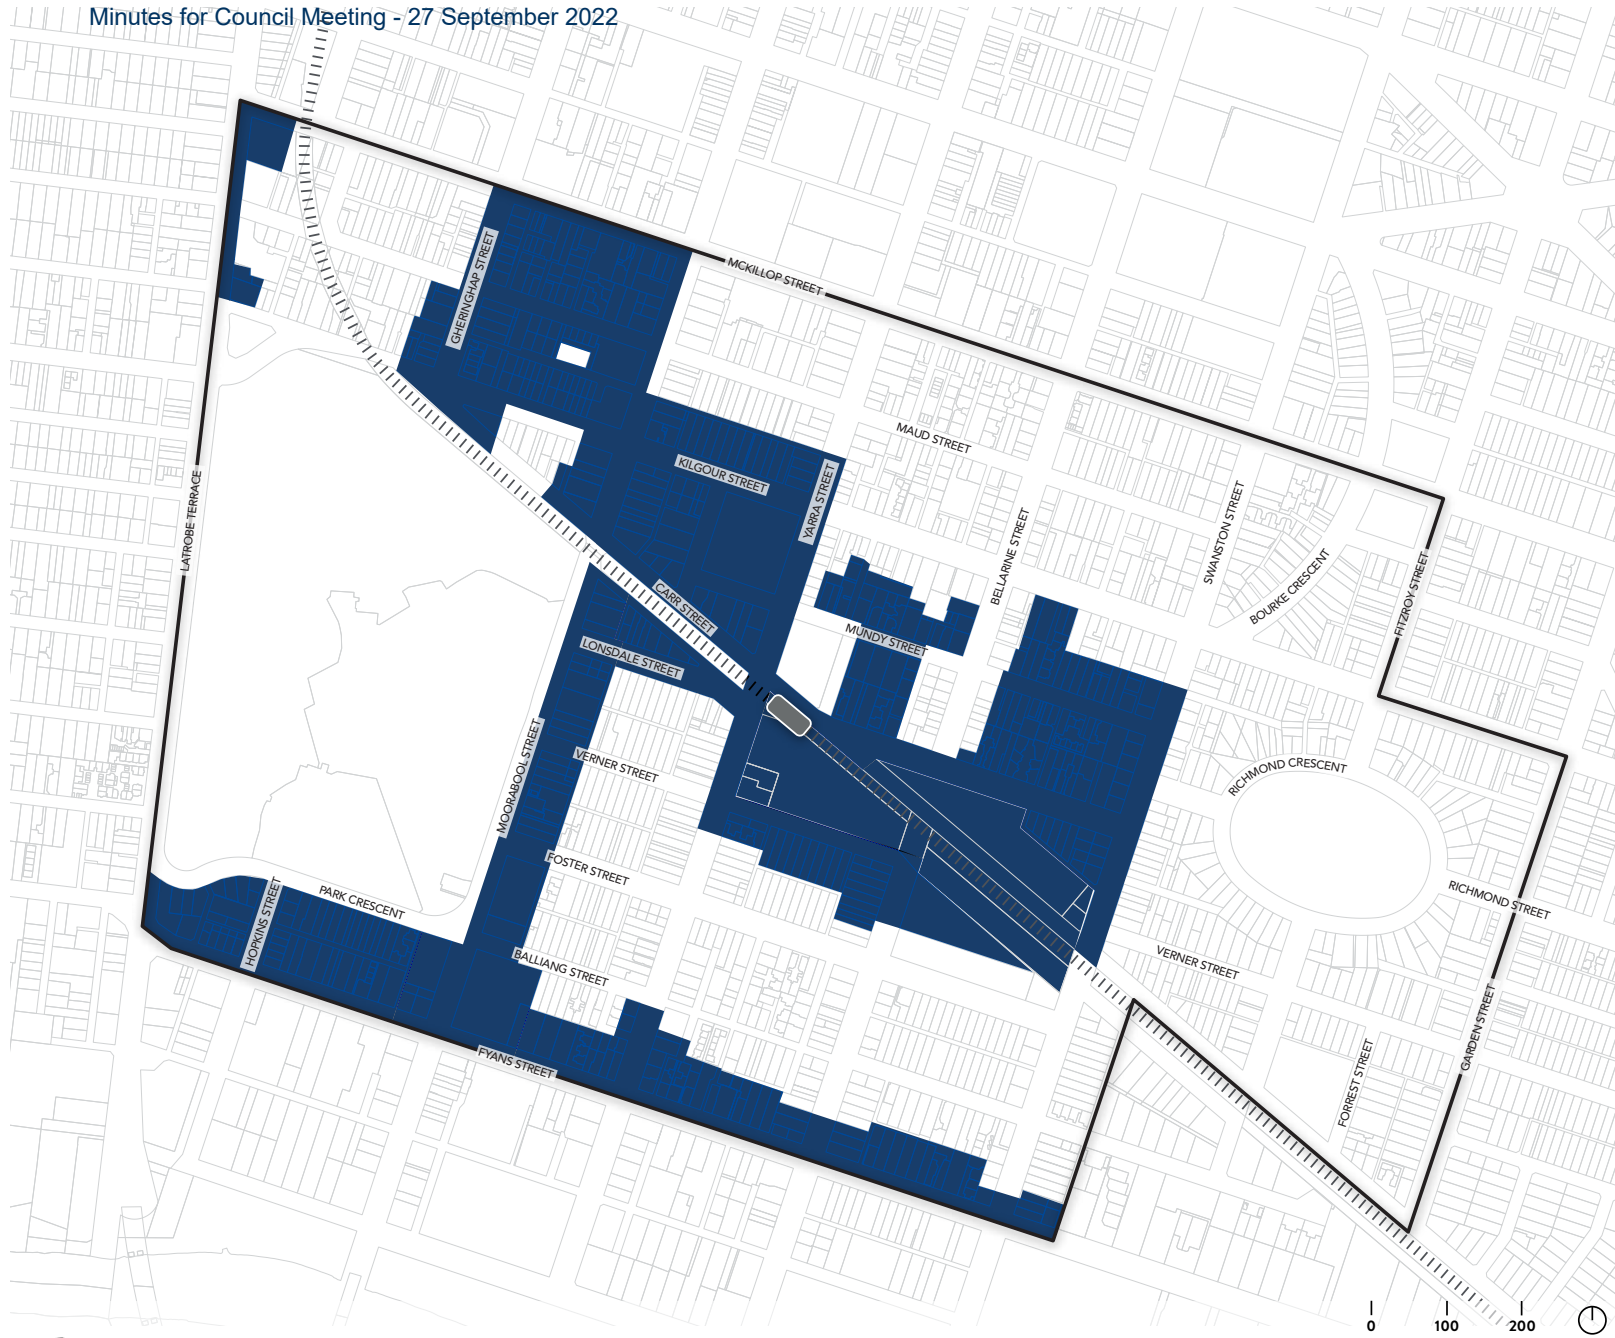 Minutes for Council Meeting - 27 September 2022
GHERINGHAP STREET
MCKILLOP STREET
MAUD STREET
KILGOUR STREET
YARRA STREET
LATROBE TERRACE
SWANSTON STREET
BELLARINE STREET
BOURKE CRESCENT
FITZROY STREET
CARR STREET
MUNDY STREET
LONSDALE STREET
MOORABOOL STREET
VERNER STREET
RICHMOND CRESCENT
FOSTER STREET
PARK CRESCENT
HOPKINS STREET
RICHMOND STREET
BALLIANG STREET
VERNER STREET
GARDEN STREET
FYANS STREET
FORREST STREET
0 100 200